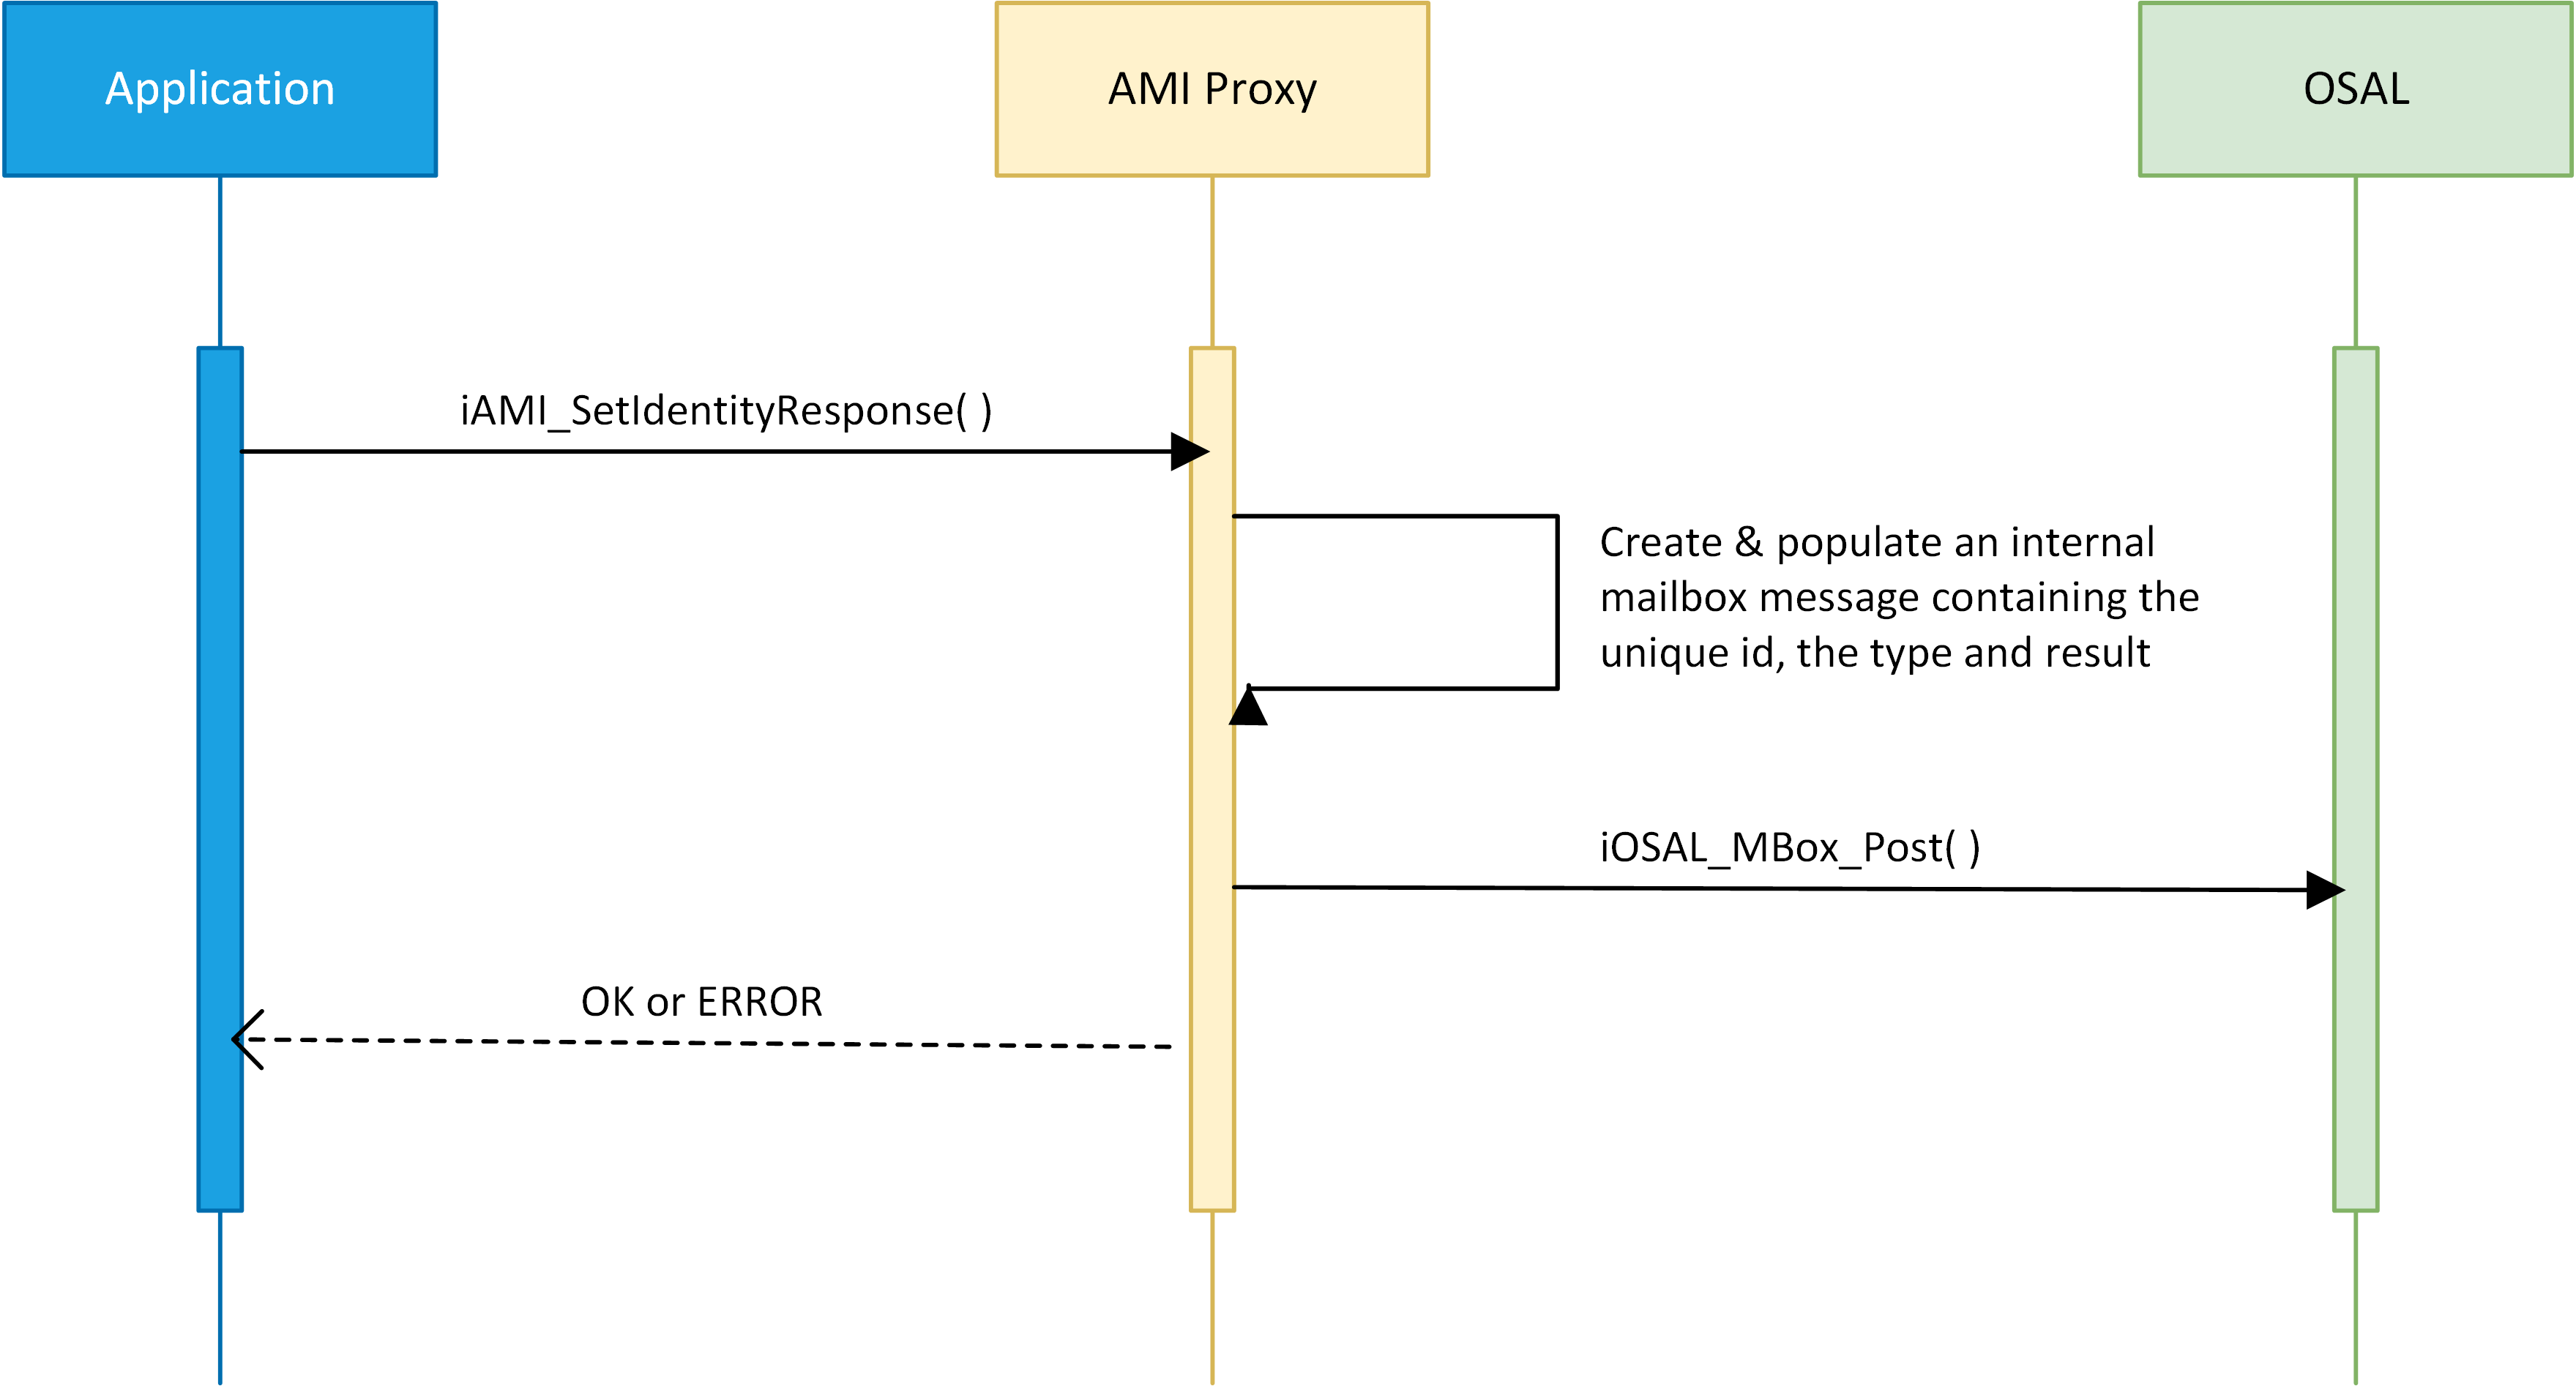 Application
AMI Proxy
OSAL
iAMI_SetIdentityResponse( )
Create & populate an internal
mailbox message containing the
unique id, the type and result
iOSAL_MBox_Post( )
OK or ERROR